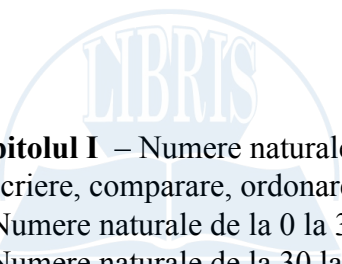 LIBRIS
pitolul I – Numere naturale
criere, comparare, ordonare
Numere naturale de la 0 la 3
Numere naturale de la 30 la